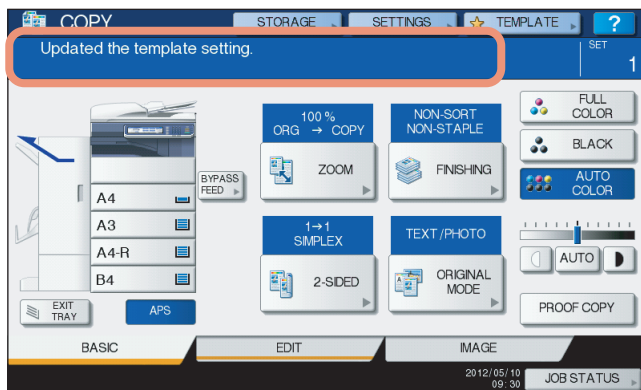 COPY
STORAGE
SETTINGS
TEMPLATE
?
Updated the template setting.
SET
1
100 %
ORG → COPY
ZOOM
NON-SORT
NON-STAPLE
FINISHING
FULL
COLOR
BLACK
AUTO
COLOR
BYPASS
FEED
A4
A3
A4-R
B4
1→1
SIMPLEX
2-SIDED
TEXT/PHOTO
ORIGINAL
MODE
AUTO
EXIT
TRAY
APS
PROOF COPY
BASIC
EDIT
IMAGE
2012/05/10
09:30
JOB STATUS